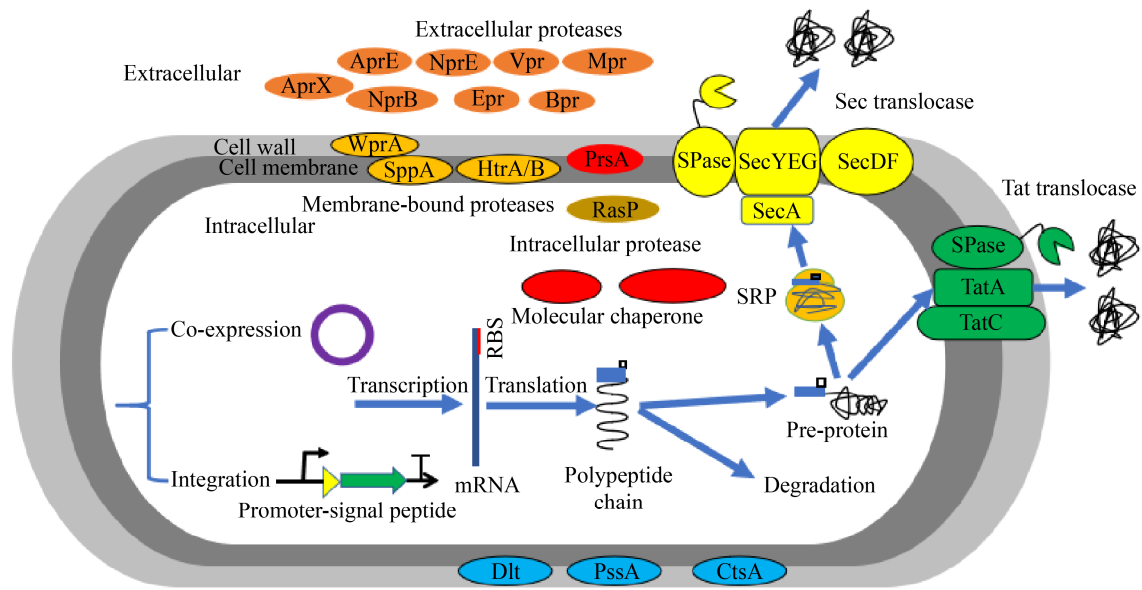 Extracellular proteases
Extracellular
AprE
NprE
Vpr
Mpr
AprX
NprB
Epr
Bpr
Sec translocase
Cell wall
WprA
Cell membrane
SppA
HtrA/B
PrsA
SPase
SecYEG
SecDF
Membrane-bound proteases
RasP
SecA
Tat translocase
Intracellular
Intracellular protease
SPase
TatA
TatC
SRP
Molecular chaperone
Co-expression
RBS
Transcription
Translation
Pre-protein
Integration
mRNA
Polypeptide
chain
Degradation
Promoter-signal peptide
Dlt
PssA
CtsA